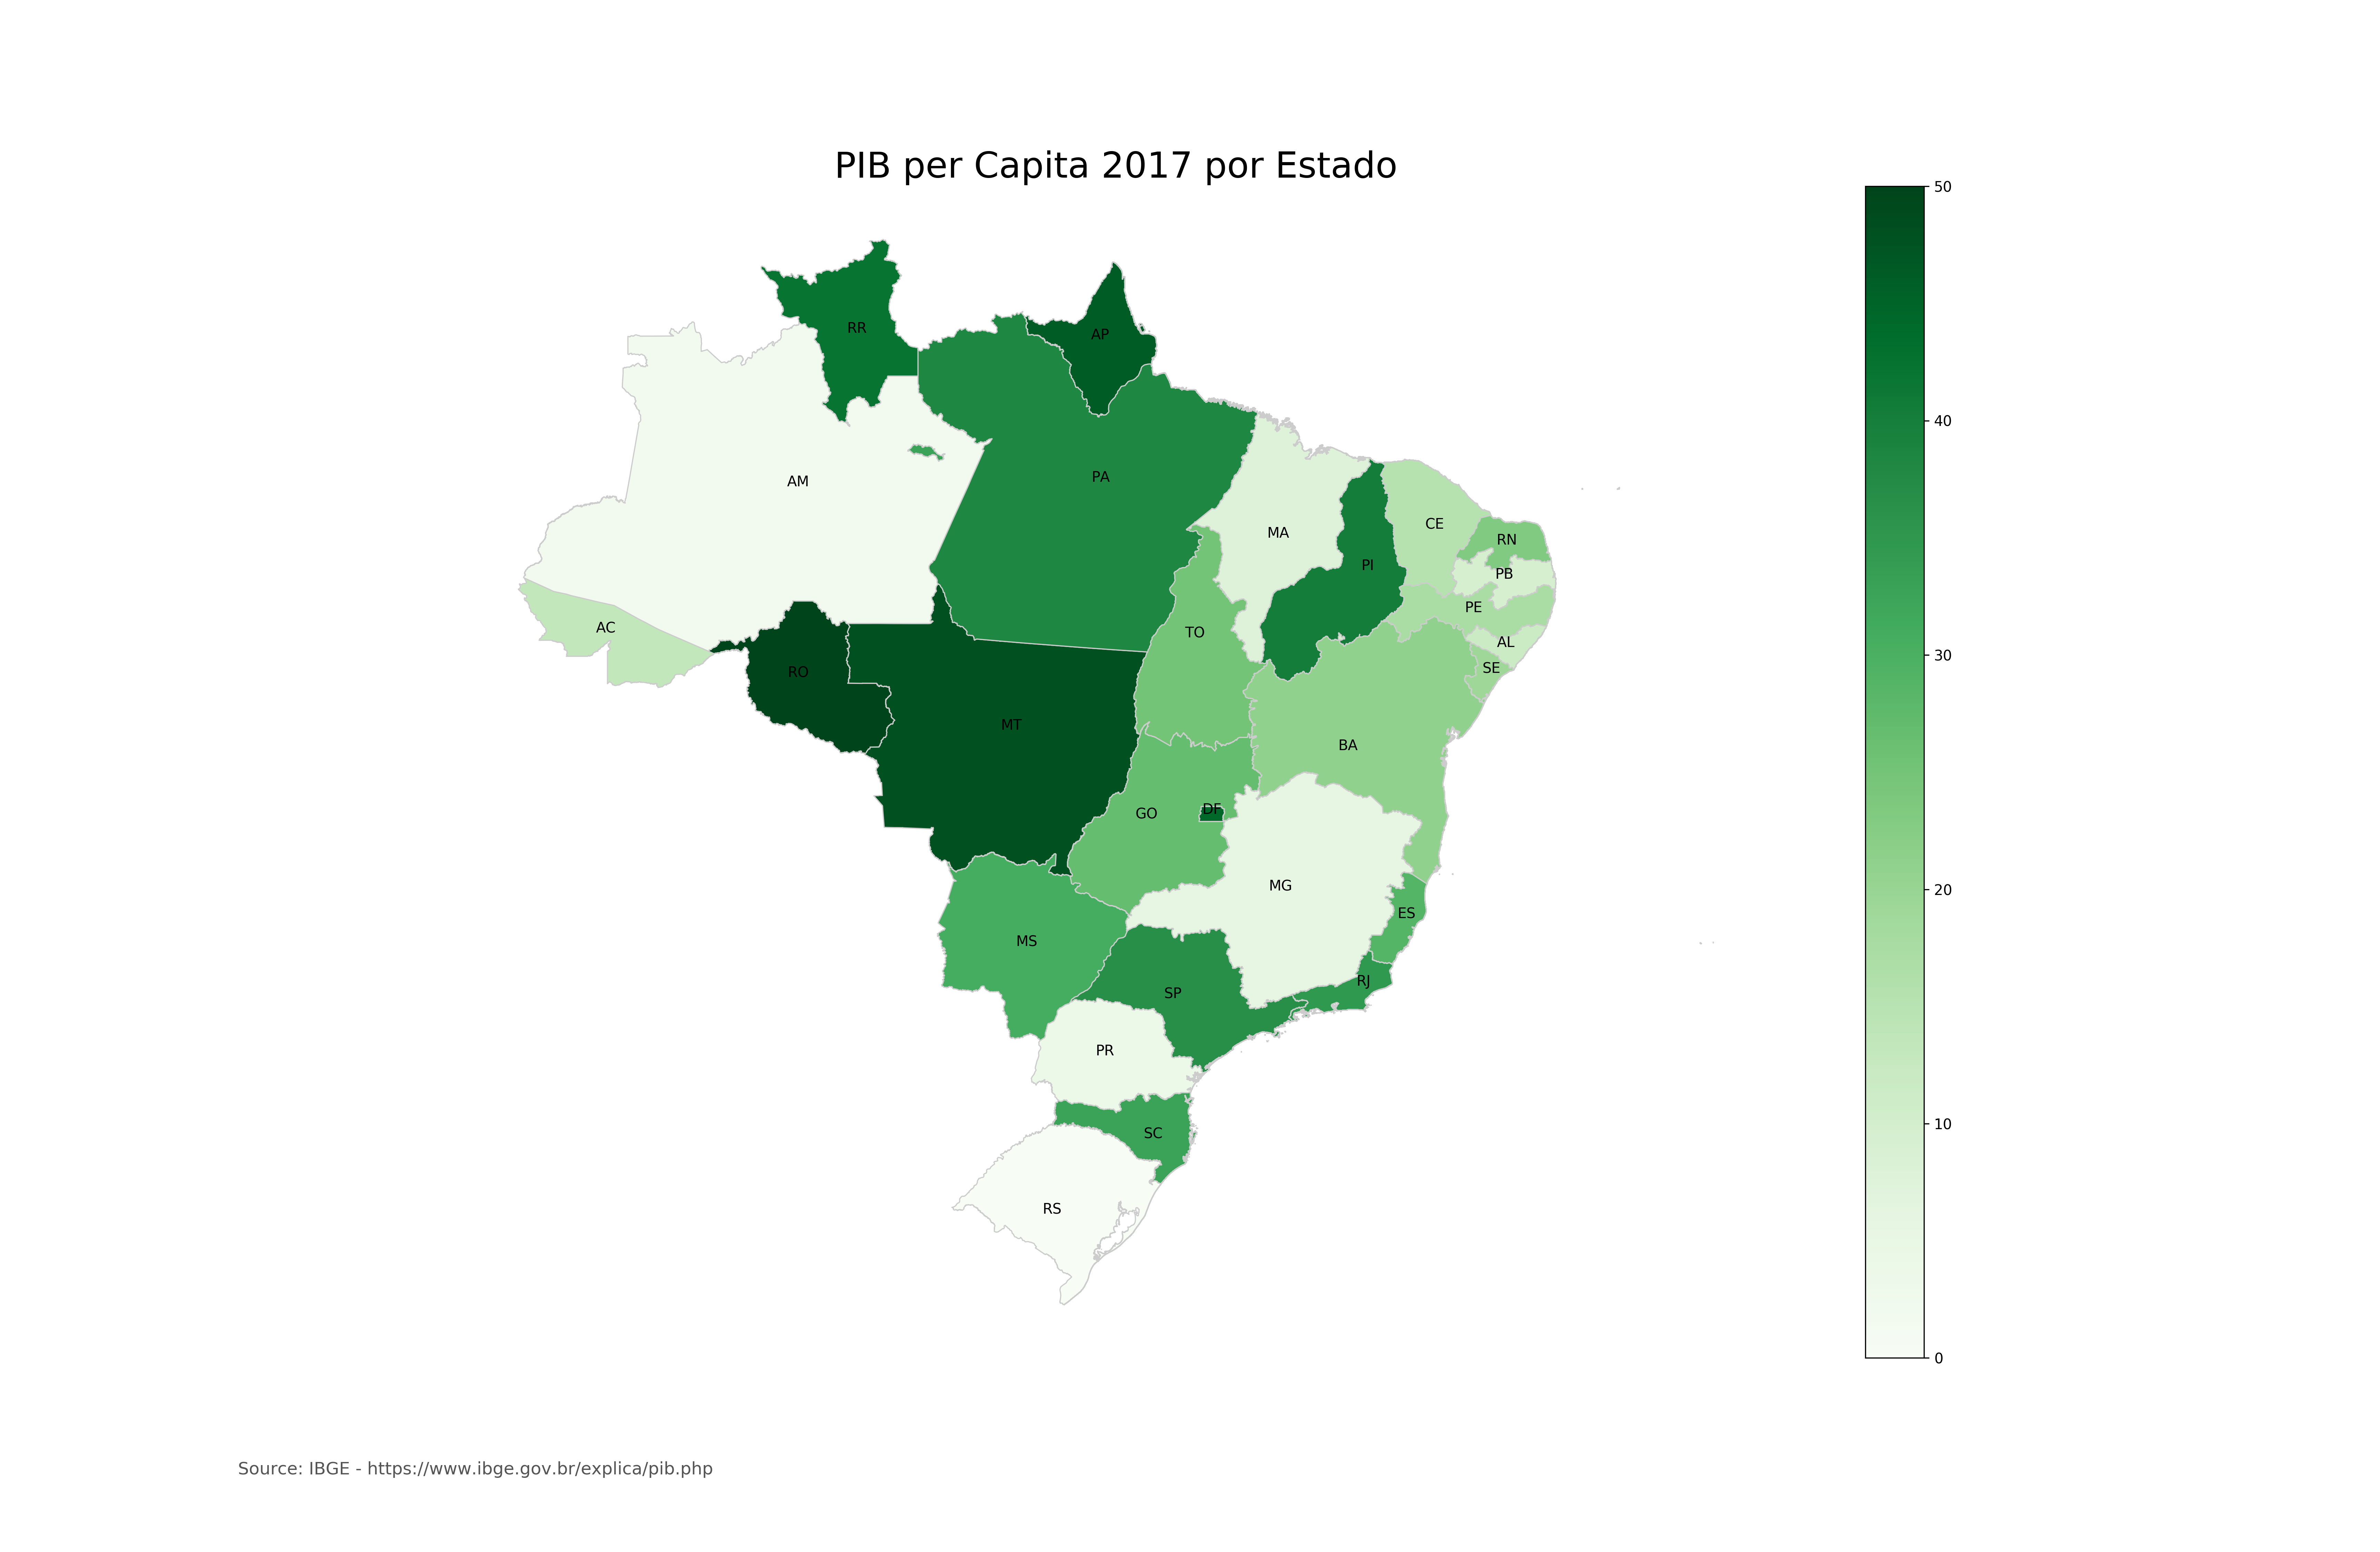 PIB per Capita 2017 por Estado
50
RR
AP
40
PA
AM
CE
MA
RN
PI
PB
PE
AC
TO
AL
30
SE
RO
MT
BA
DF
GO
MG
20
ES
MS
RJ
SP
PR
10
SC
RS
0
Source: IBGE - https://www.ibge.gov.br/explica/pib.php